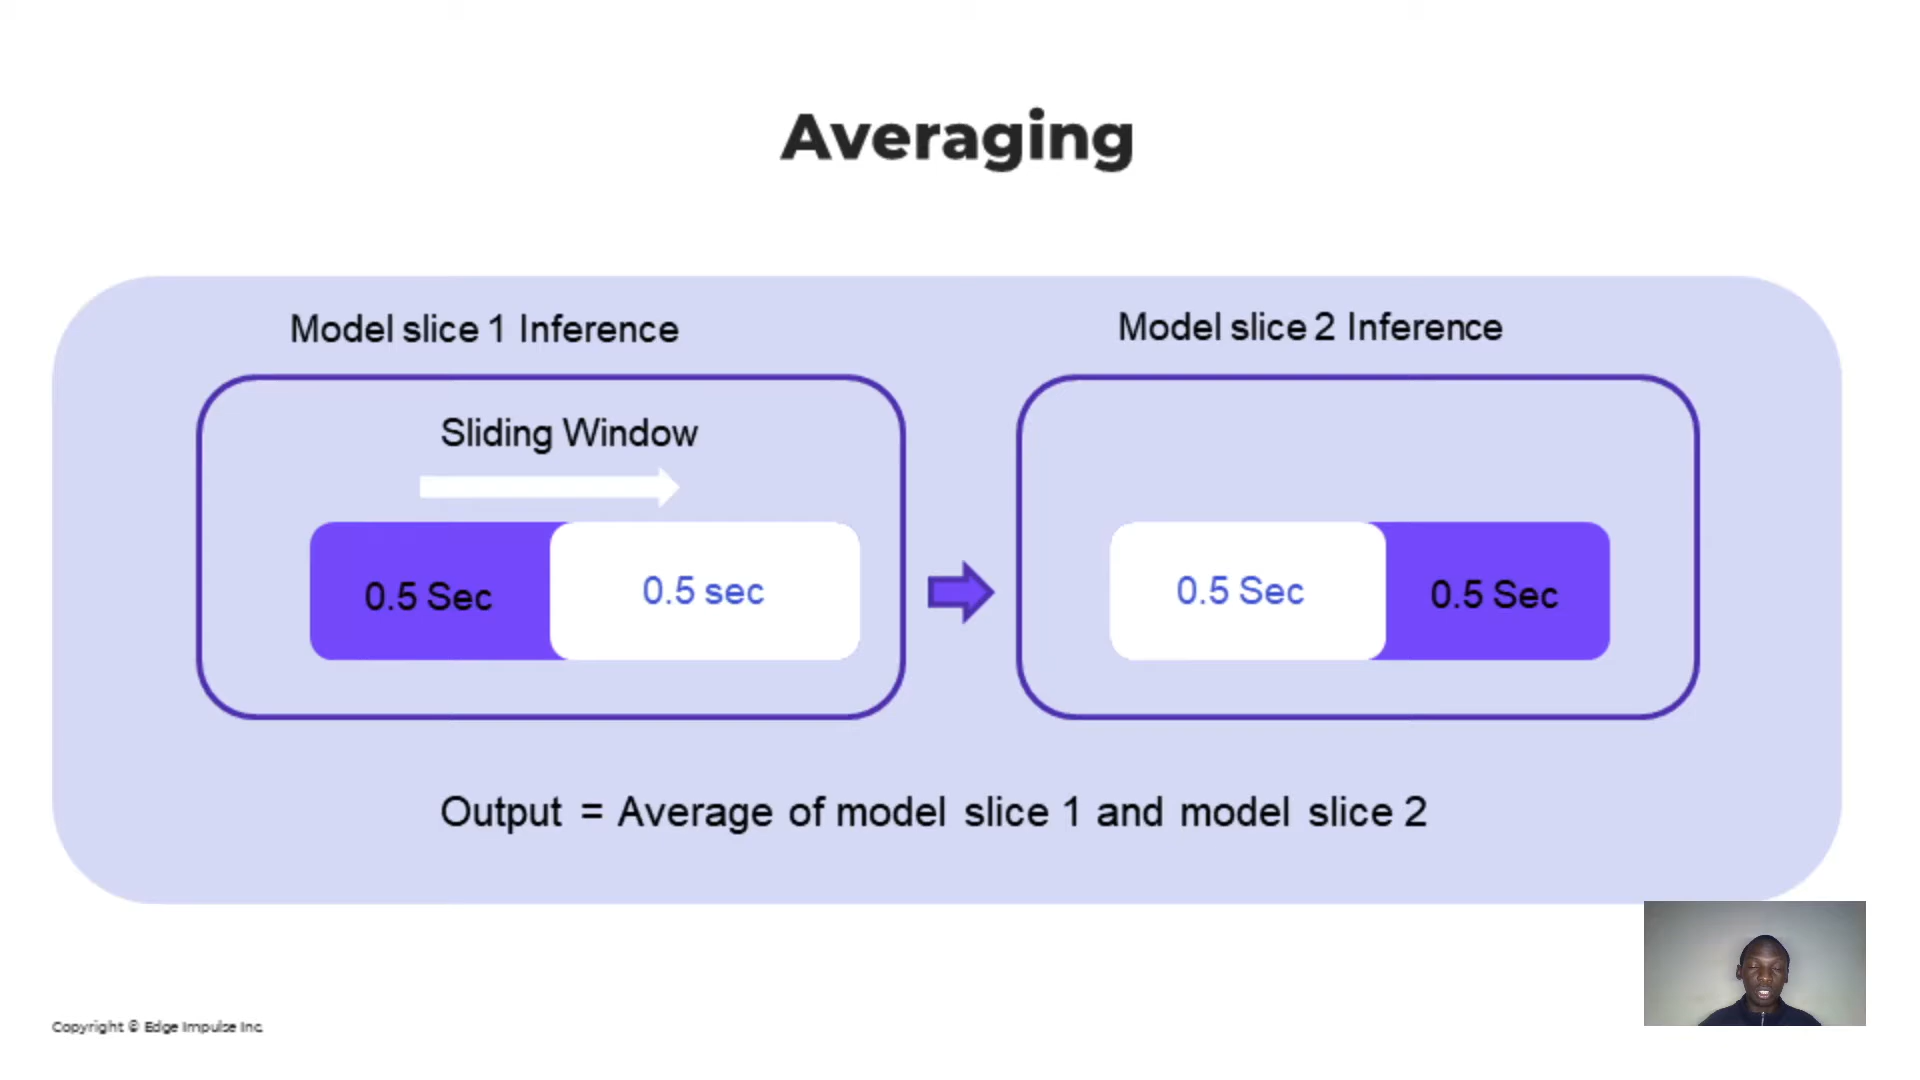 Averaging
Model slice 1 Inference
Model slice 2 Inference
Sliding Window
0.5 Sec
0.5 sec
0.5 Sec
0.5 Sec
Output = Average of model slice 1 and model slice 2
Copyright © Edge Impulse Inc.